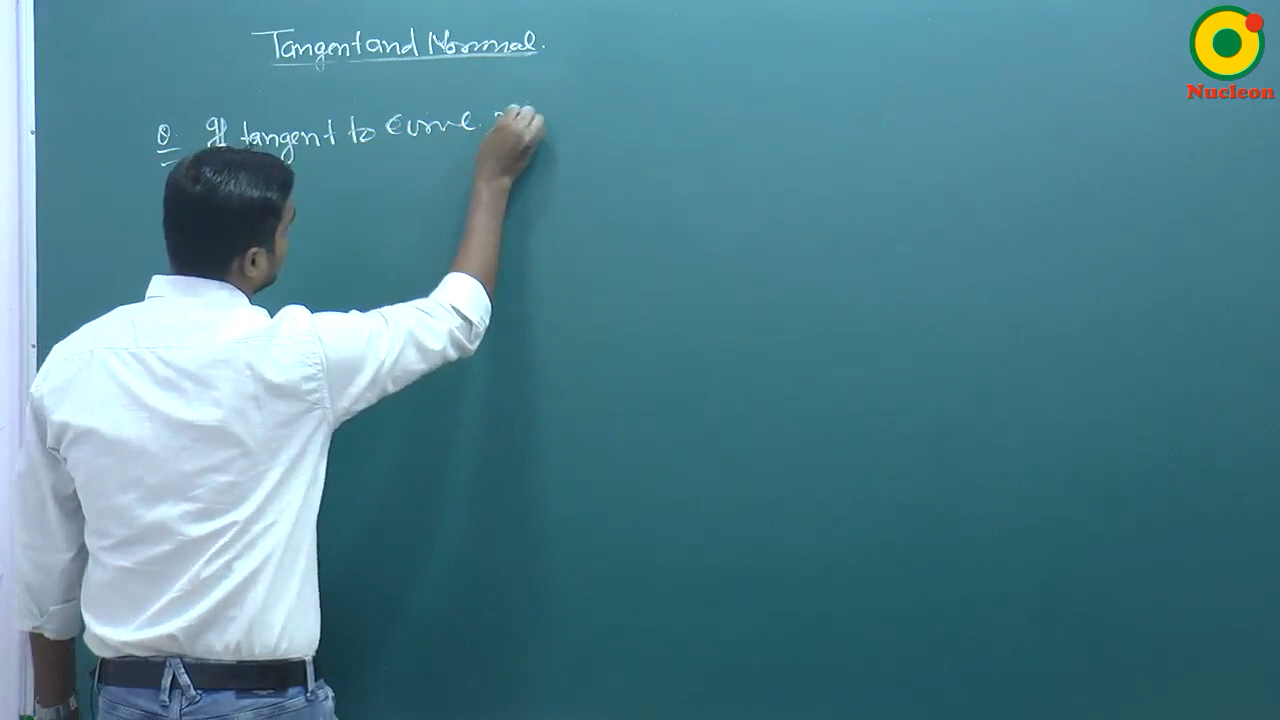 Tangent and Normal.
Q. If tangent to curve
Nucleon